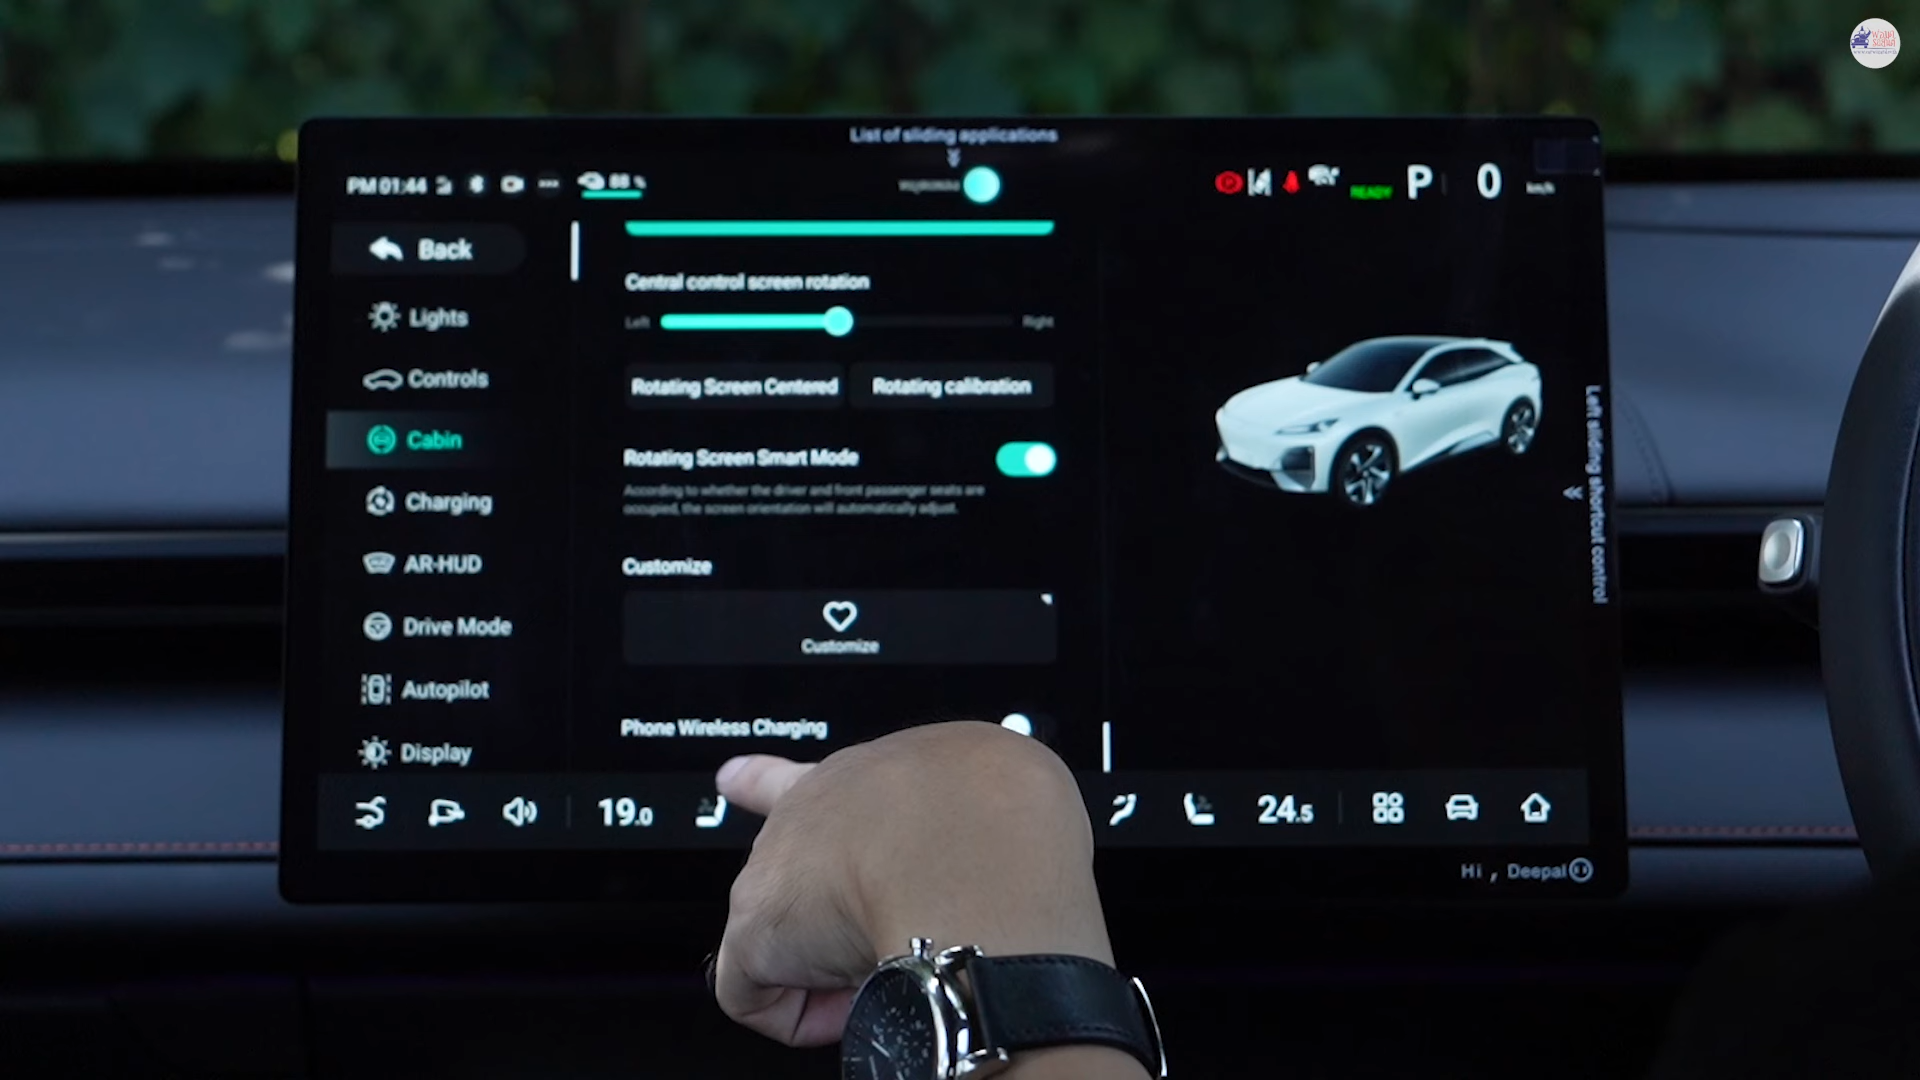 List of sliding applications
PM 01:44
88 %
READY
P
0
km/h
Back
Lights
Controls
Cabin
Charging
AR-HUD
Drive Mode
Autopilot
Display
Central control screen rotation
Left
Right
Rotating Screen Centered
Rotating calibration
Rotating Screen Smart Mode
According to whether the driver and front passenger seats are
occupied, the screen orientation will automatically adjust.
Customize
Customize
Phone Wireless Charging
Left sliding shortcut control
19.0
24.5
Hi , Deepal